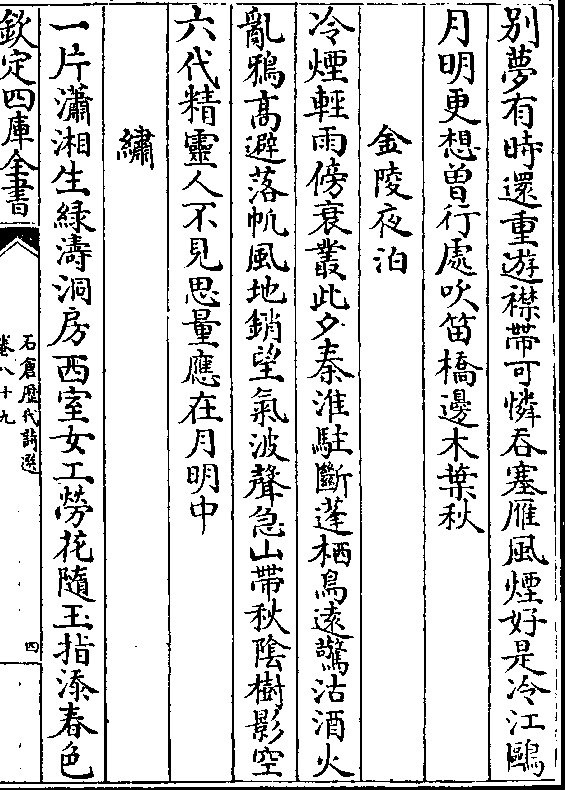 别夢有時還重遊襟帶可憐吞塞雁風煙好是冷江鷗
月明更想曽行處吹笛橋邊木葉秋
金陵夜泊
冷煙輕雨傍衰叢此夕秦淮駐斷蓬栖鳥遠驚沽酒火
亂鴉髙避落帆風地銷望氣波聲急山帶秋陰樹影空
六代精靈人不見思量應在月明中
繡
一片瀟湘生緑濤洞房西室女工勞花隨玉指添春色
欽定四庫全書
石倉歴代詩選
卷八十九
四